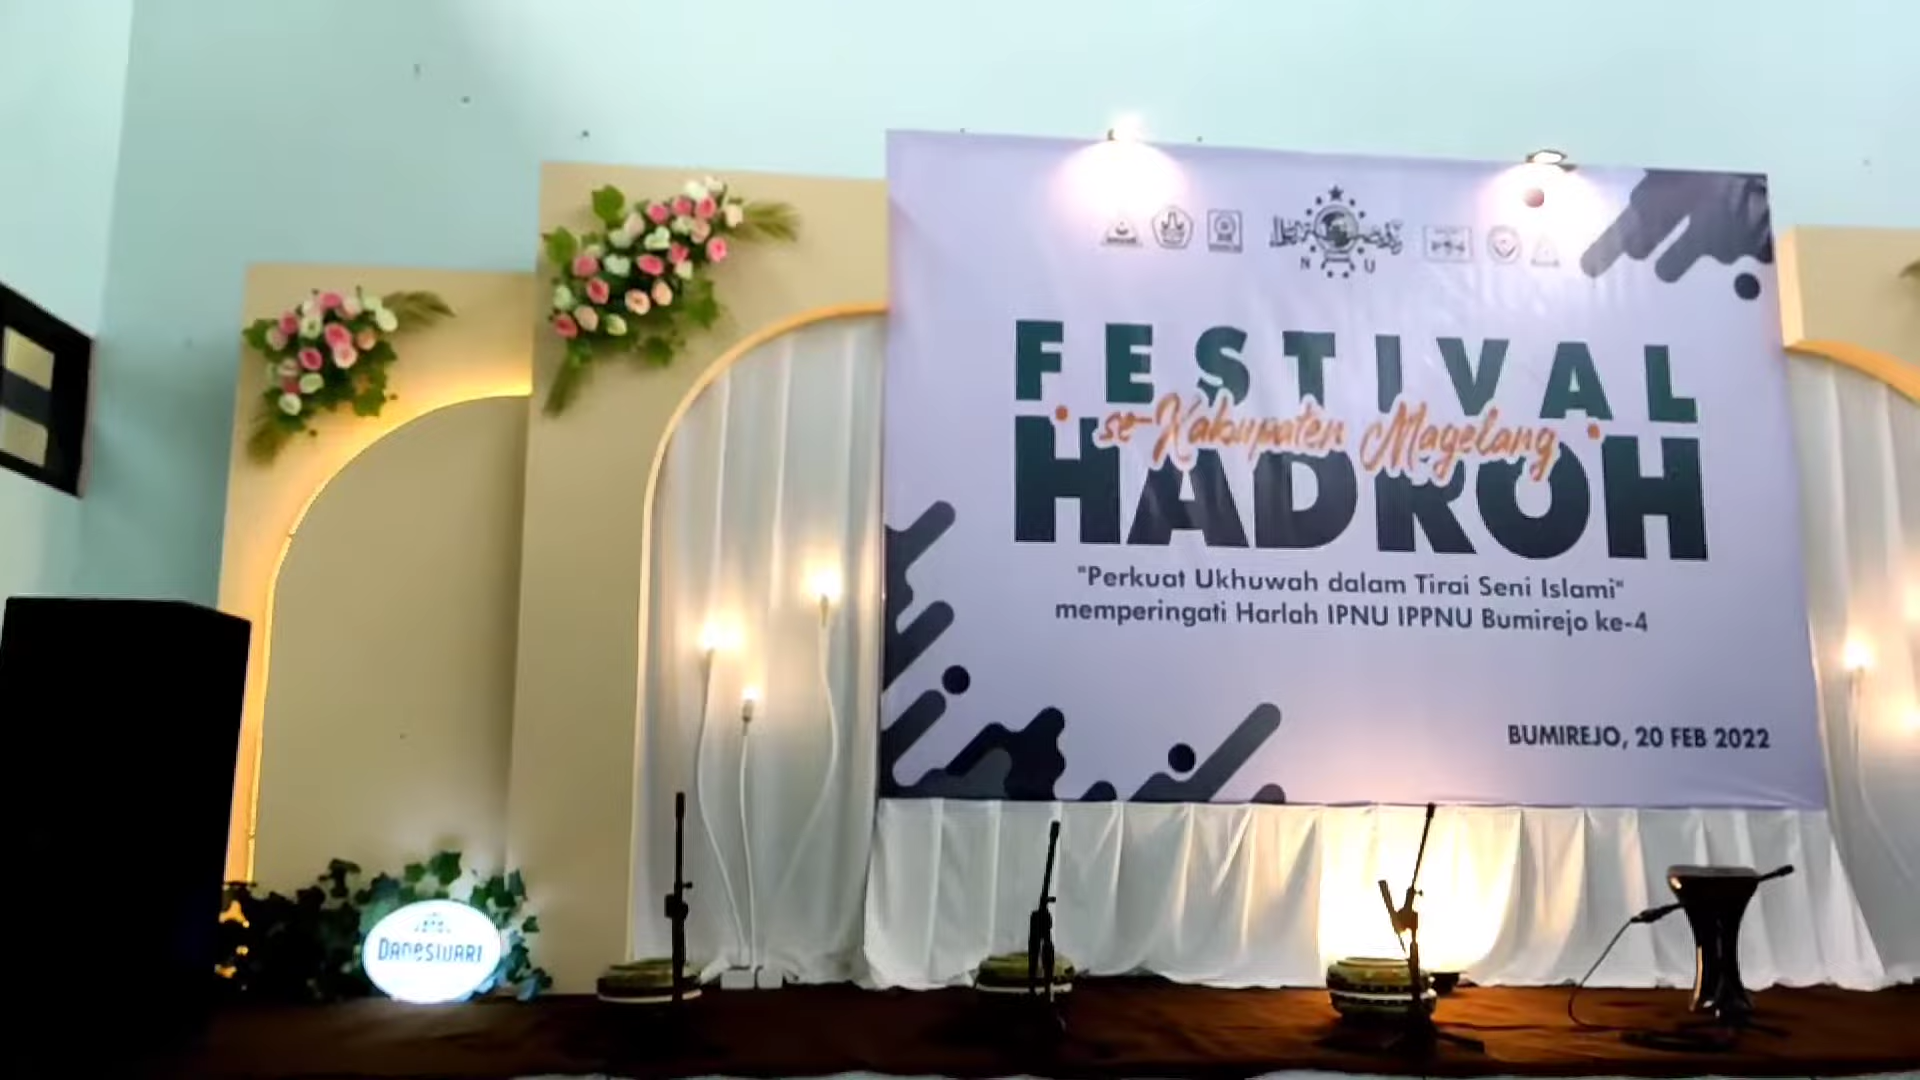 N U
FESTIVAL
se-Kabupaten Magelang
HADROH
"Perkuat Ukhuwah dalam Tirai Seni Islami"
memperingati Harlah IPNU IPPNU Bumirejo ke-4
BUMIREJO, 20 FEB 2022
DANESWARI